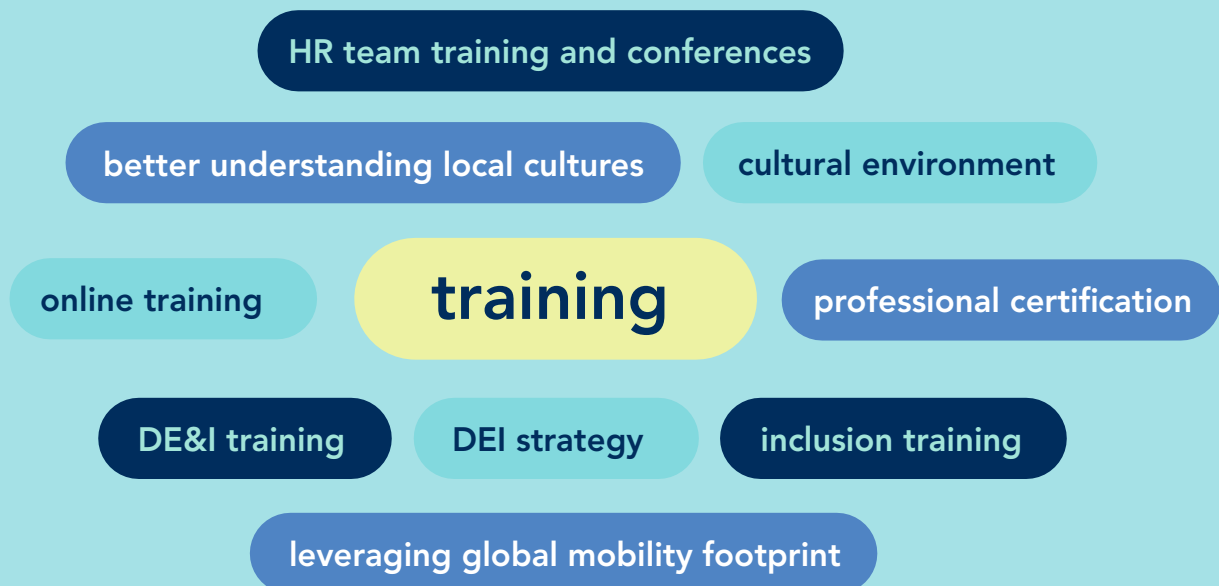 HR team training and conferences
better understanding local cultures
cultural environment
online training
training
professional certification
DE&I training
DEI strategy
inclusion training
leveraging global mobility footprint